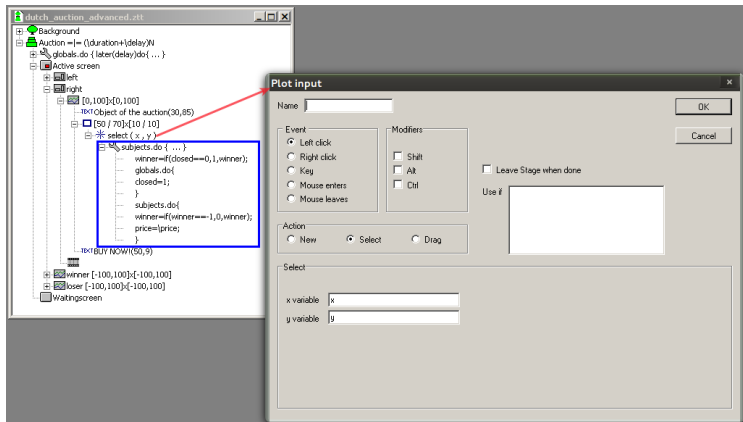 dutch_auction_advanced.ztt
Background
Auction =|= (\duration+\delay)N
globals.do { later(delay)do{ ... }
Active screen
left
right
[0,100]x[0,100]
TEXT Object of the auction(30,85)
[50 / 70]x[10 / 10]
select ( x , y )
subjects.do { ... }
winner=if(closed==0,1,winner);
globals.do{
closed=1;
}
subjects.do{
winner=if(winner==-1,0,winner);
price=\price;
}
TEXT BUY NOW!(50,9)
winner [-100,100]x[-100,100]
loser [-100,100]x[-100,100]
Waitingscreen
Plot input
Name
OK
Cancel
Event
Left click
Right click
Key
Mouse enters
Mouse leaves
Modifiers
Shift
Alt
Ctrl
Leave Stage when done
Use if
Action
New
Select
Drag
Select
x variable x
y variable y